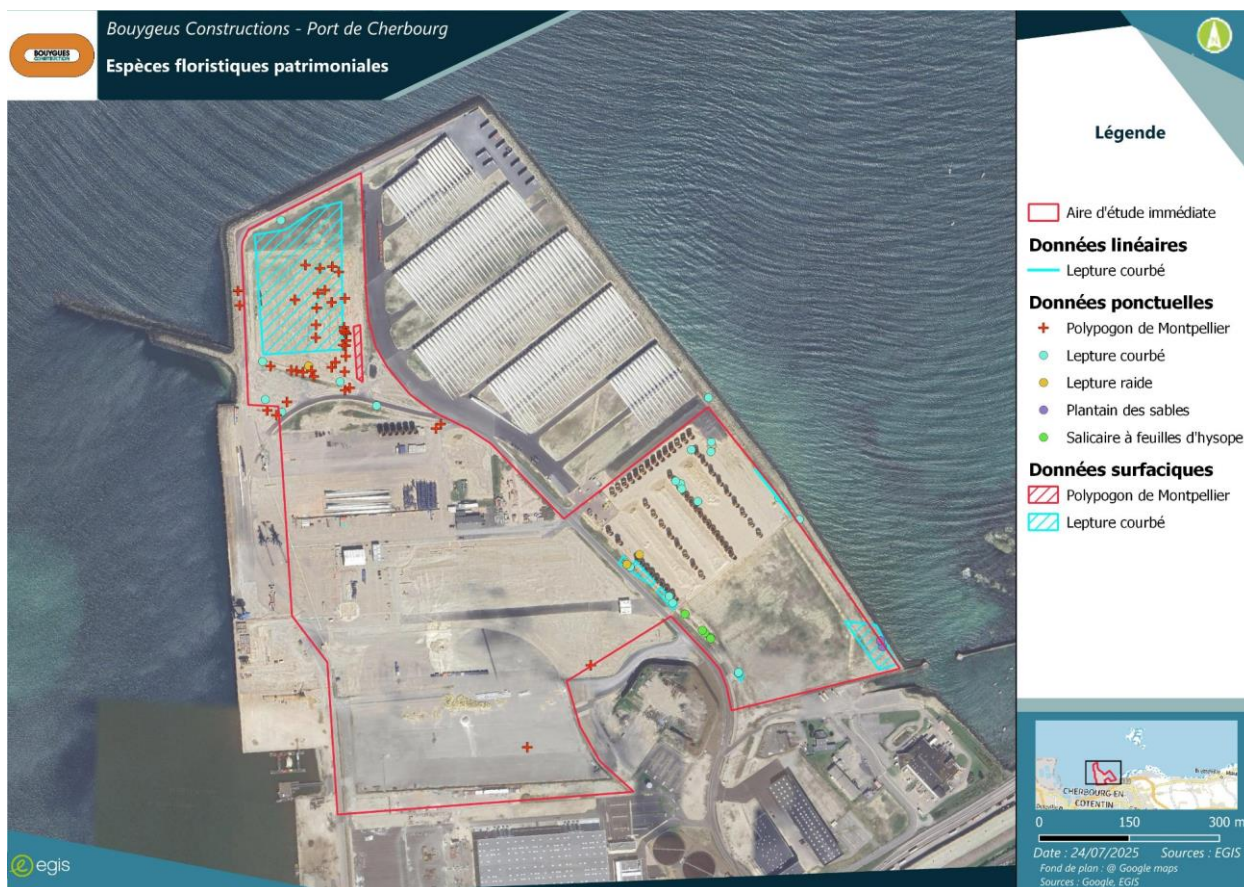 Bouygeus Constructions - Port de Cherbourg
BOUYGUES
CONSTRUCTION
Espèces floristiques patrimoniales
N
Légende
Aire d'étude immédiate
Données linéaires
Lepture courbé
Données ponctuelles
Polypogon de Montpellier
Lepture courbé
Lepture raide
Plantain des sables
Salicaire à feuilles d'hysope
Données surfaciques
Polypogon de Montpellier
Lepture courbé
CHERBOURG-EN
COTENTIN
0 150 300 m
Date : 24/07/2025 Sources : EGIS
Fond de plan : @ Google maps
Sources : Google, EGIS
egis